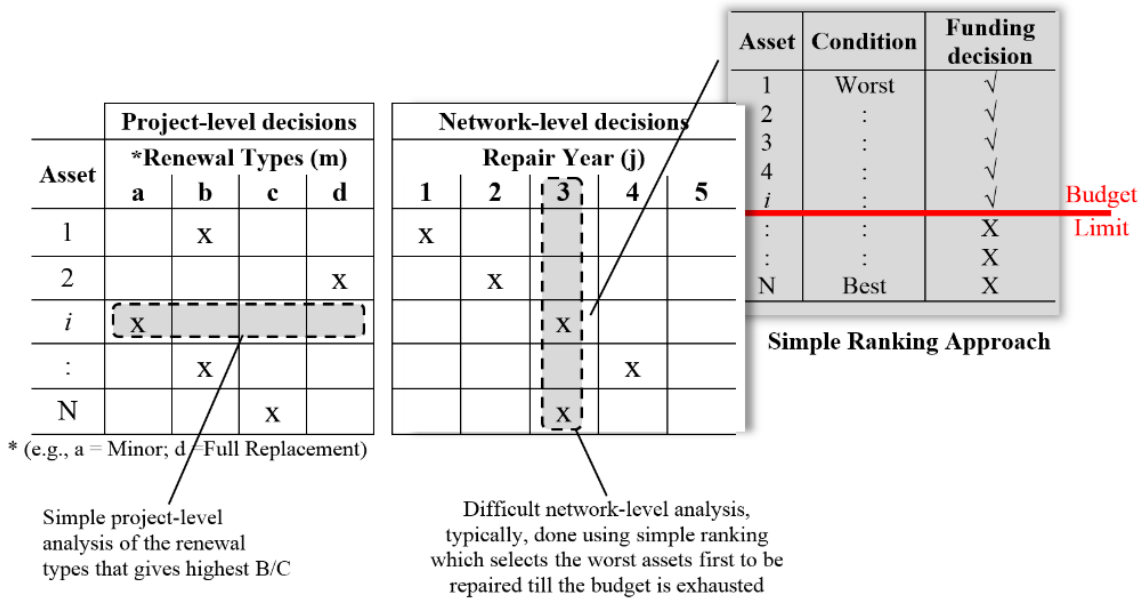 Project-level decisions
Asset
*Renewal Types (m)
a b c d
1 x
2 x
i x
: x
N x
* (e.g., a = Minor; d =Full Replacement)
Network-level decisions
Repair Year (j)
1 2 3 4 5
x
x
x
x
x
Asset Condition Funding decision
1 Worst √
2 : √
3 : √
4 : √
i : √
: : X
: : X
N Best X
Budget
Limit
Simple Ranking Approach
Simple project-level
analysis of the renewal
types that gives highest B/C
Difficult network-level analysis,
typically, done using simple ranking
which selects the worst assets first to be
repaired till the budget is exhausted